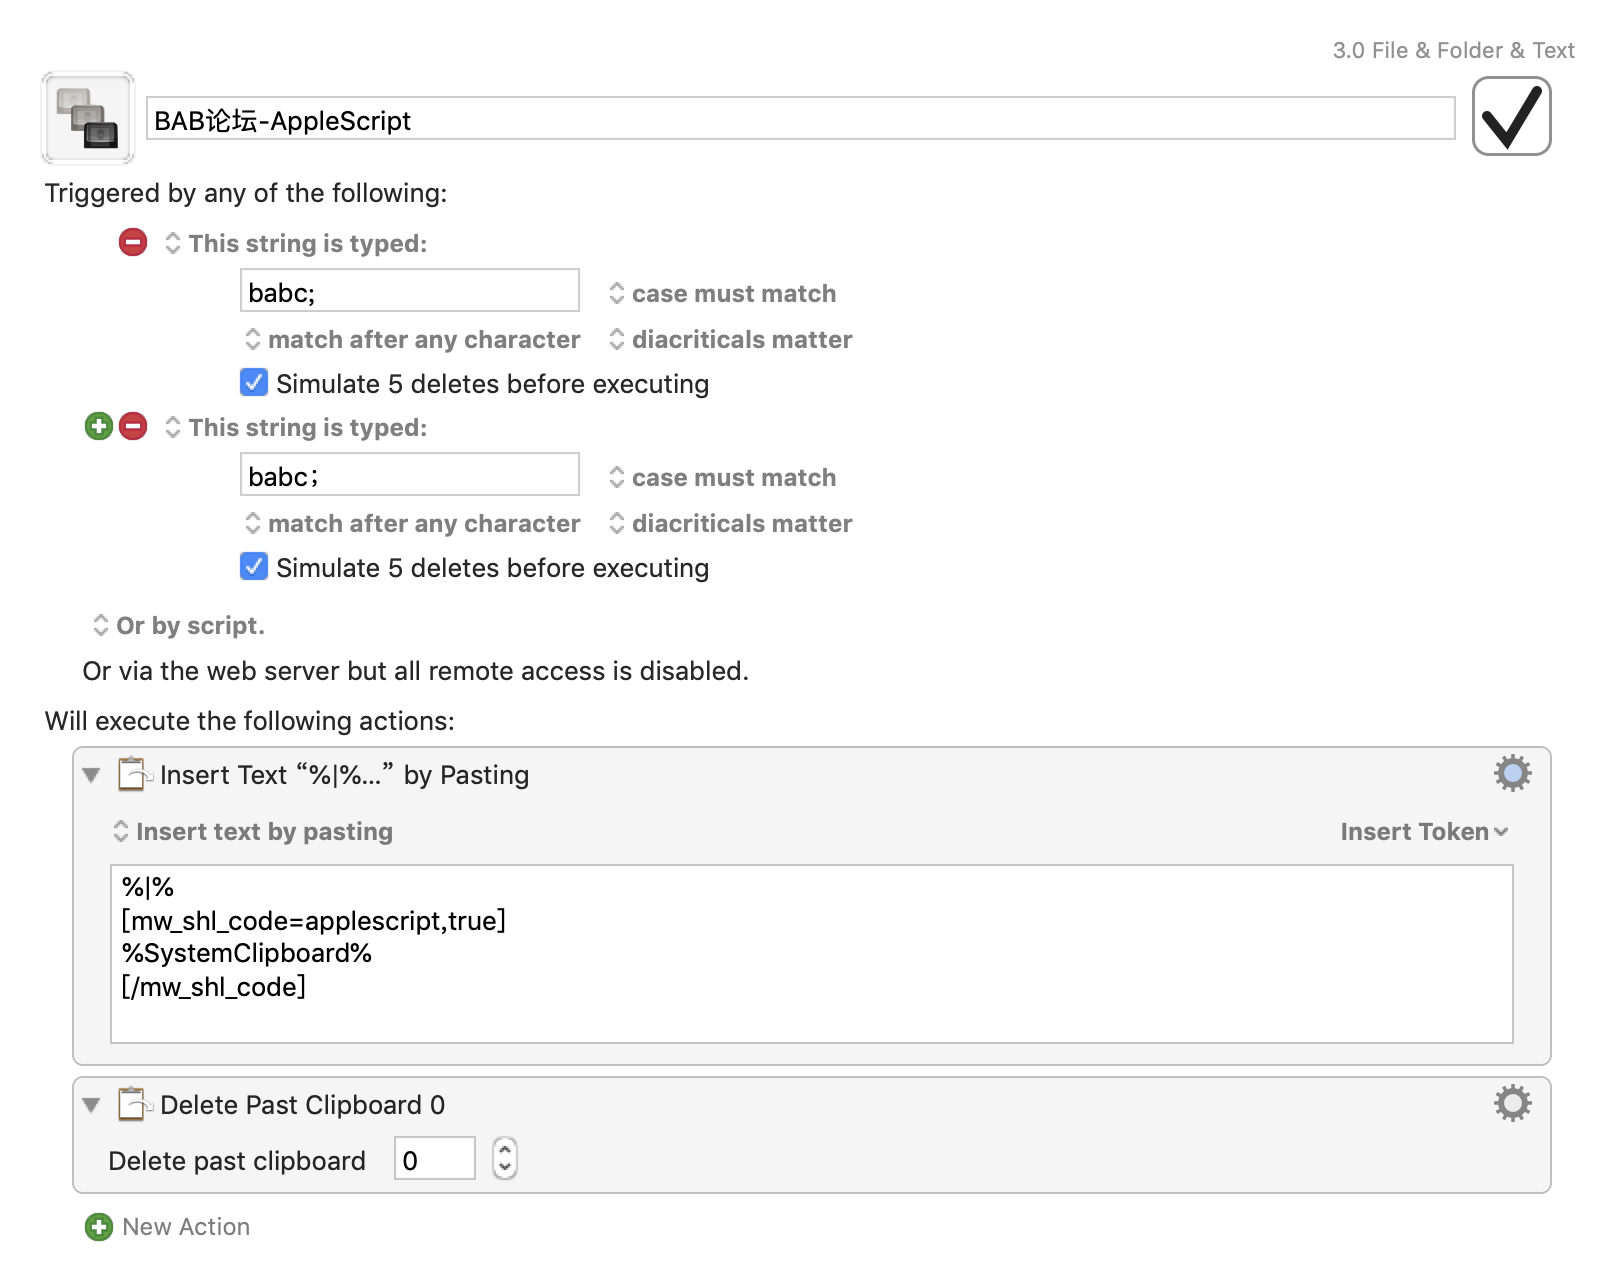 3.0 File & Folder & Text
BAB论坛-AppleScript
Triggered by any of the following:
This string is typed:
babc;
case must match
match after any character
diacriticals matter
Simulate 5 deletes before executing
This string is typed:
babc；
case must match
match after any character
diacriticals matter
Simulate 5 deletes before executing
Or by script.
Or via the web server but all remote access is disabled.
Will execute the following actions:
Insert Text “%|%…” by Pasting
Insert text by pasting
Insert Token
%|%
[mw_shl_code=applescript,true]
%SystemClipboard%
[/mw_shl_code]
Delete Past Clipboard 0
Delete past clipboard 0
New Action